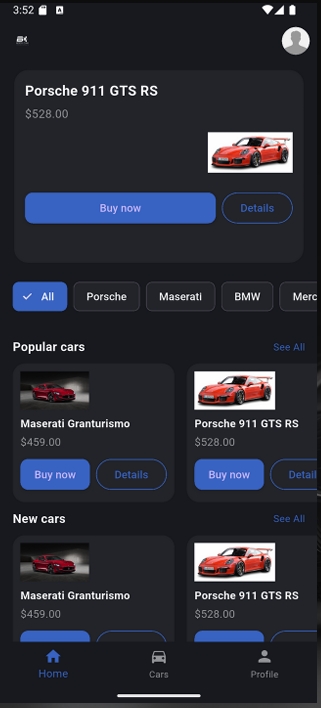 3:52
A
Porsche 911 GTS RS
$528.00
Buy now
Details
All
Porsche
Maserati
BMW
Merc
Popular cars
See All
Maserati Granturismo
$459.00
Buy now
Details
Porsche 911 GTS RS
$528.00
Buy now
Detail
New cars
See All
Maserati Granturismo
$459.00
Porsche 911 GTS RS
$528.00
Home
Cars
Profile